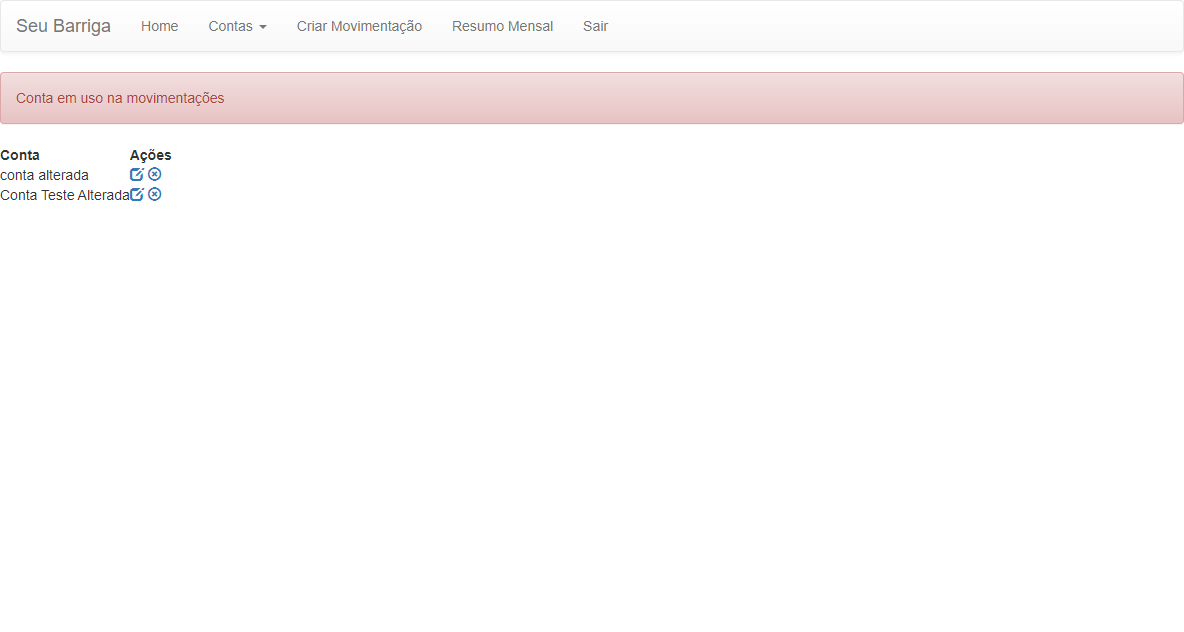 Seu Barriga Home Contas Criar Movimentação Resumo Mensal Sair
Conta em uso na movimentações
Conta Ações
conta alterada
Conta Teste Alterada